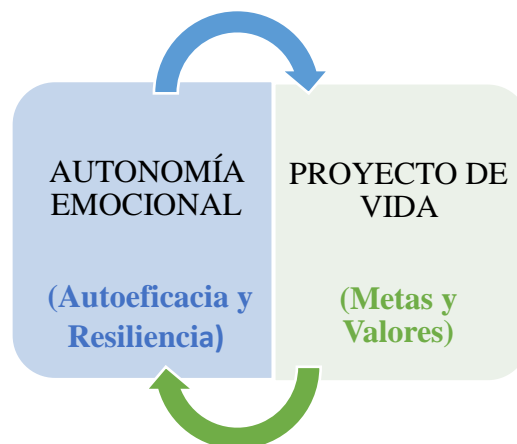 AUTONOMÍA
EMOCIONAL
(Autoeficacia y
Resiliencia)
PROYECTO DE
VIDA
(Metas y
Valores)